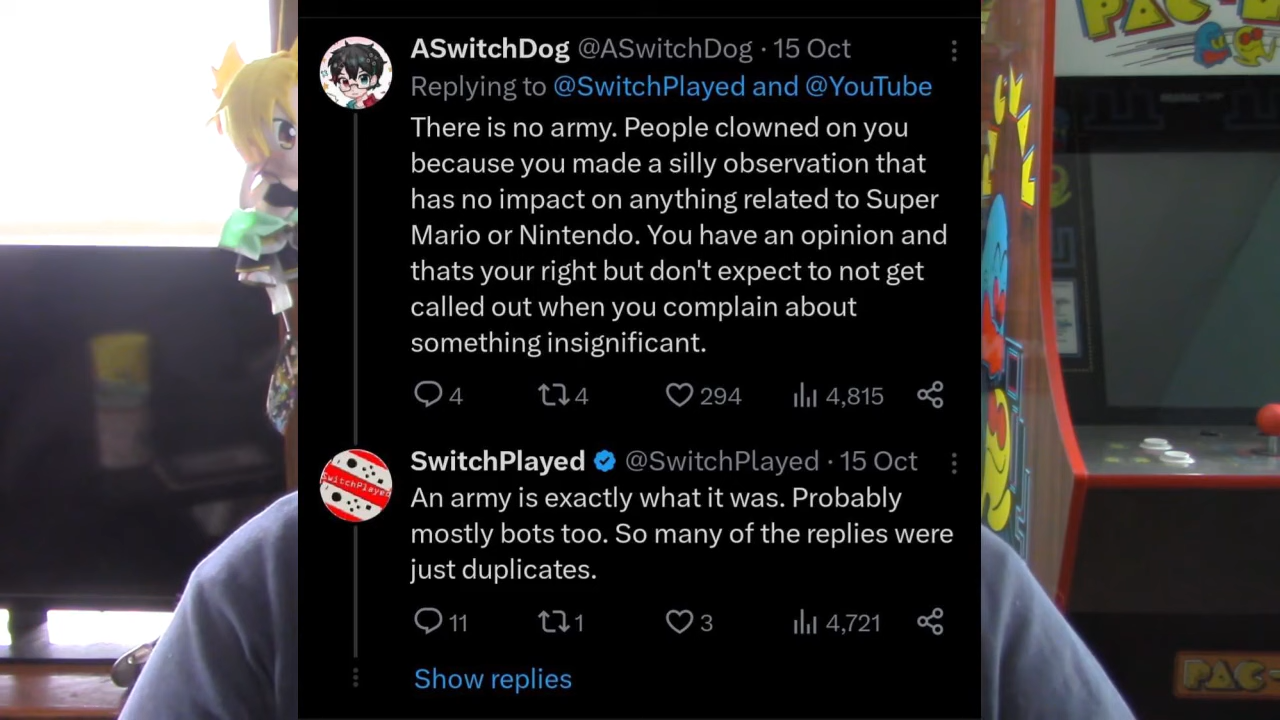 ASwitchDog @ASwitchDog · 15 Oct
Replying to @SwitchPlayed and @YouTube
There is no army. People clowned on you
because you made a silly observation that
has no impact on anything related to Super
Mario or Nintendo. You have an opinion and
thats your right but don't expect to not get
called out when you complain about
something insignificant.
4 4 294 4,815
SwitchPlayed @SwitchPlayed · 15 Oct
SwitchPlayed
An army is exactly what it was. Probably
mostly bots too. So many of the replies were
just duplicates.
11 1 3 4,721
Show replies
PAC-
PAC-